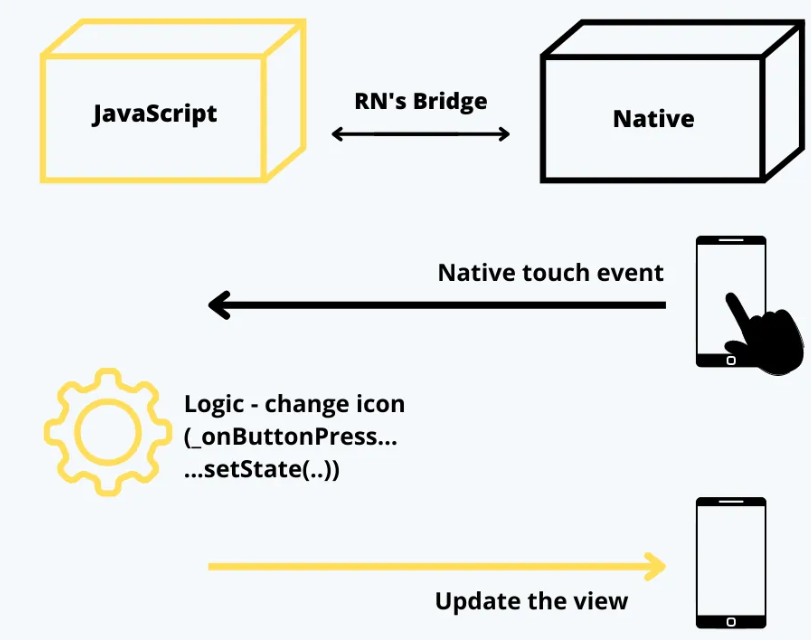 JavaScript
RN's Bridge
Native
Native touch event
Logic - change icon
(_onButtonPress...
...setState(..))
Update the view